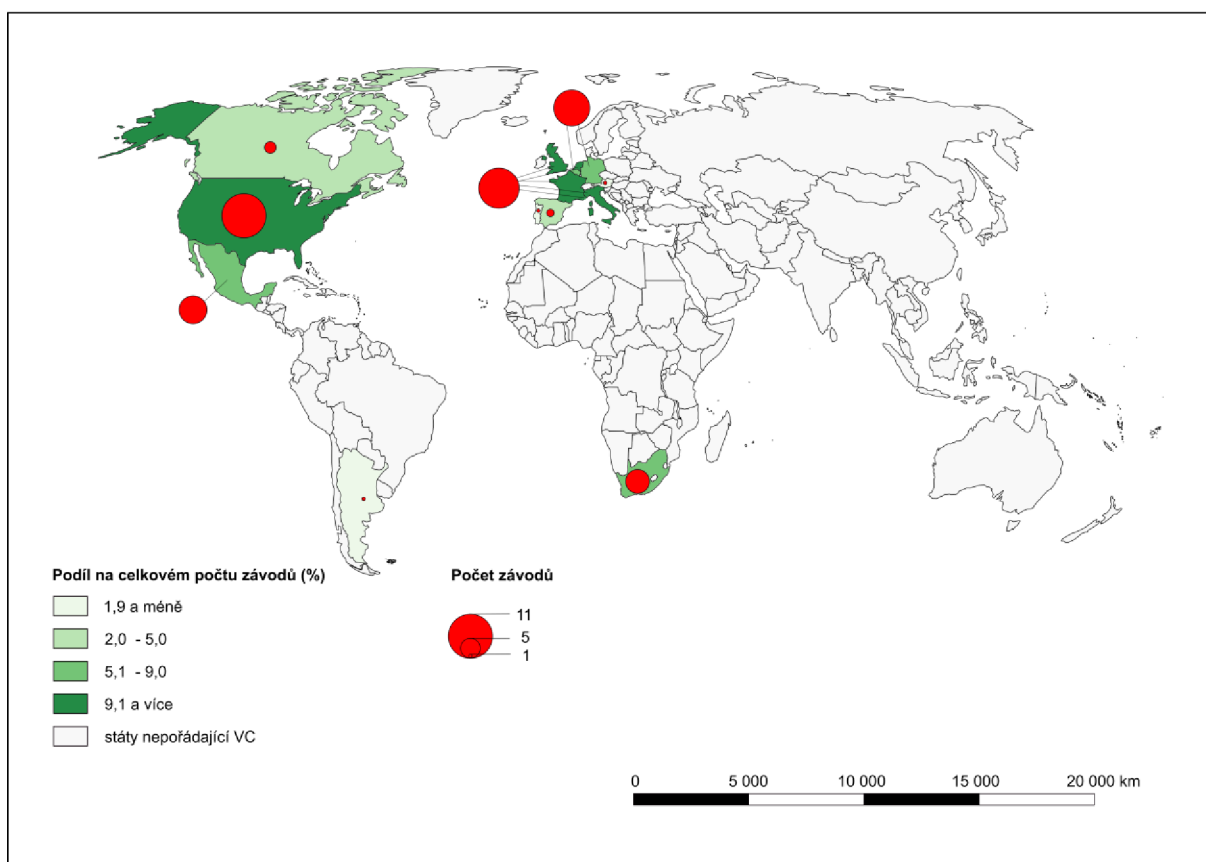 Podíl na celkovém počtu závodů (%)
1,9 a méně
2,0 - 5,0
5,1 - 9,0
9,1 a více
státy nepořádající VC
Počet závodů
11
5
1
0 5 000 10 000 15 000 20 000 km